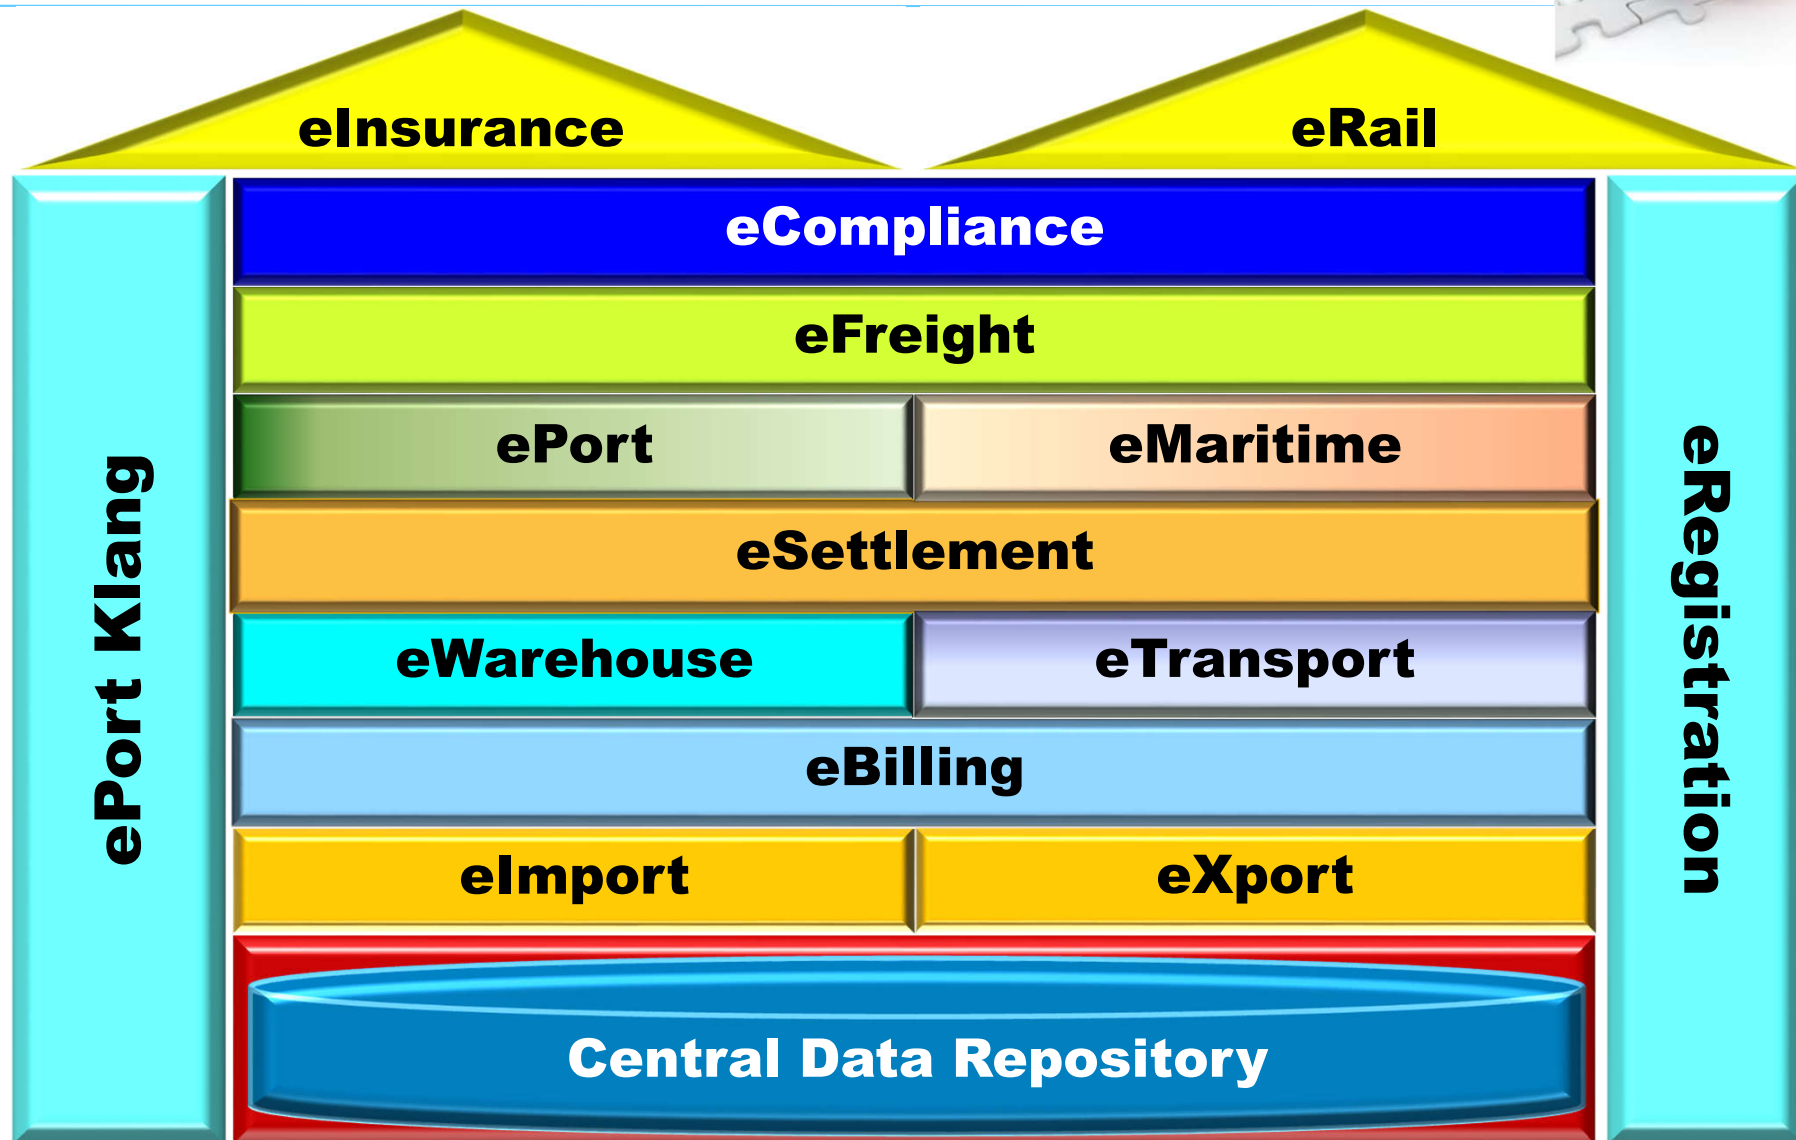 eInsurance
eRail
eCompliance
eFreight
ePort
eMaritime
eSettlement
eWarehouse
eTransport
eBilling
eImport
eXport
Central Data Repository
ePort Klang
eRegistration